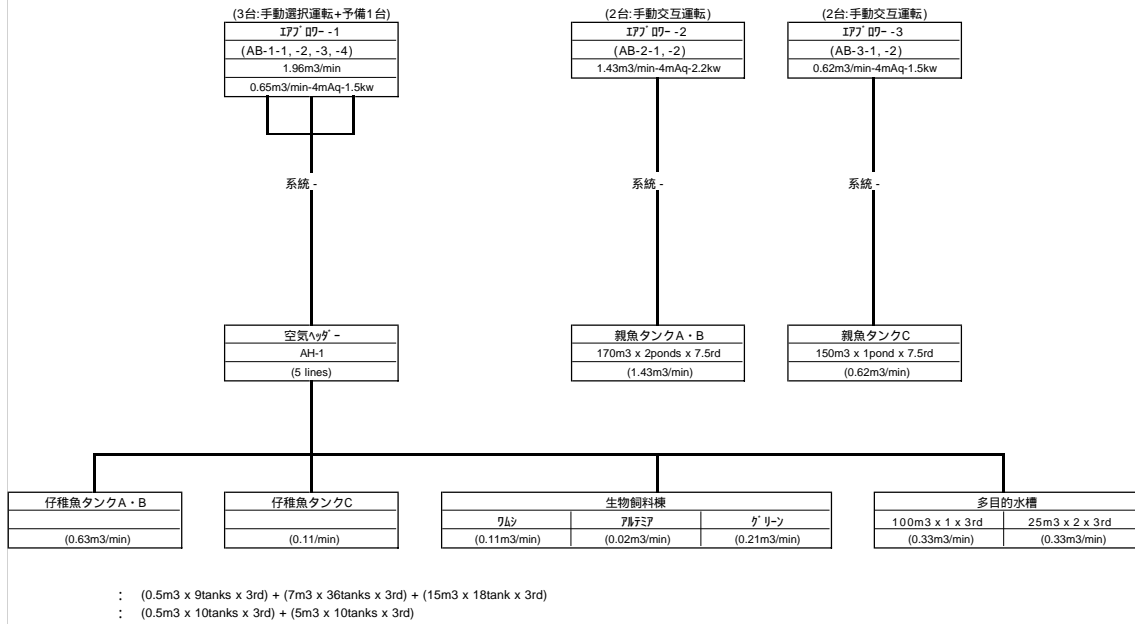 (3台:手動選択運転+予備1台) (2台:手動交互運転) (2台:手動交互運転)
ｴｱﾌﾞﾛﾜｰ -1 ｴｱﾌﾞﾛﾜｰ -2 ｴｱﾌﾞﾛﾜｰ -3
(AB-1-1, -2, -3, -4) (AB-2-1, -2) (AB-3-1, -2)
1.96m3/min 1.43m3/min-4mAq-2.2kw 0.62m3/min-4mAq-1.5kw
0.65m3/min-4mAq-1.5kw
系統 - 系統 - 系統 -
空気ﾍｯﾀﾞｰ 親魚タンクA・B 親魚タンクC
AH-1 170m3 x 2ponds x 7.5rd 150m3 x 1pond x 7.5rd
(5 lines) (1.43m3/min) (0.62m3/min)
仔稚魚タンクA・B 仔稚魚タンクC 生物飼料棟 多目的水槽
ﾜﾑｼ ｱﾙﾃﾐｱ ｸﾞﾘｰﾝ 100m3 x 1 x 3rd 25m3 x 2 x 3rd
(0.63m3/min) (0.11/min) (0.11m3/min) (0.02m3/min) (0.21m3/min) (0.33m3/min) (0.33m3/min)
: (0.5m3 x 9tanks x 3rd) + (7m3 x 36tanks x 3rd) + (15m3 x 18tank x 3rd)
: (0.5m3 x 10tanks x 3rd) + (5m3 x 10tanks x 3rd)